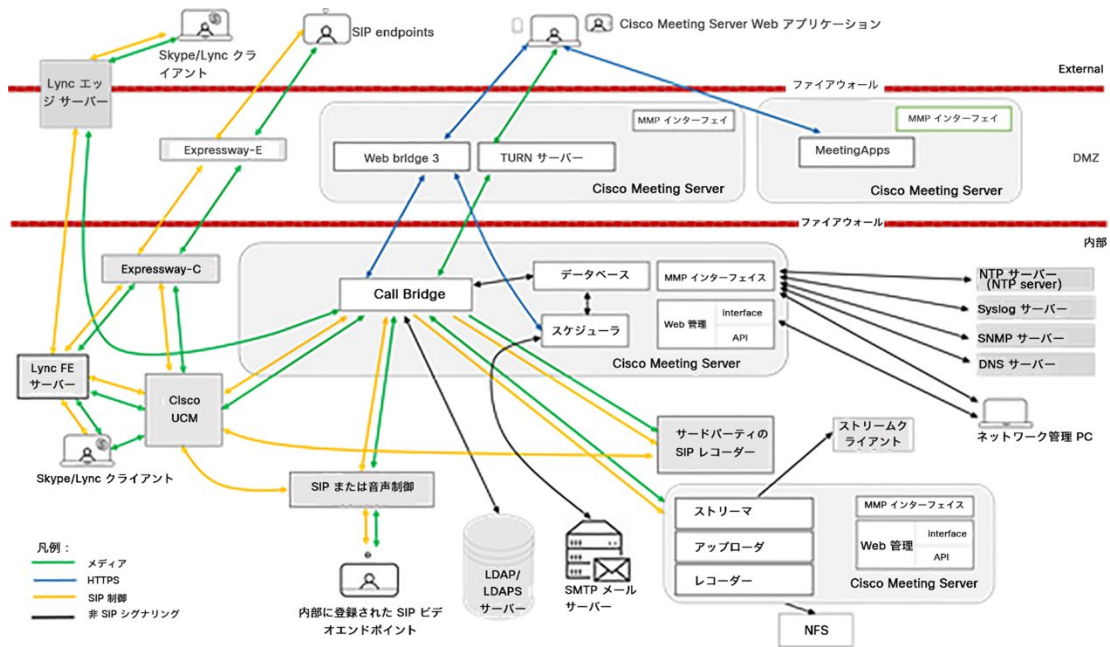 Skype/Lync クラ
イアント
SIP endpoints
Cisco Meeting Server Web アプリケーション
External
Lync エッ
ジ サーバー
ファイアウォール
MMP インターフェイ
MMP インターフェイ
Expressway-E
Web bridge 3
TURN サーバー
MeetingApps
DMZ
Cisco Meeting Server
Cisco Meeting Server
ファイアウォール
内部
Expressway-C
データベース
MMP インターフェイス
NTP サーバー
(NTP server)
Call Bridge
Syslog サーバー
Web 管理
Interface
API
スケジューラ
SNMP サーバー
Cisco Meeting Server
DNS サーバー
Lync FE
サーバー
Cisco
UCM
サードパーティの
SIP レコーダー
ストリームク
ライアント
ネットワーク管理 PC
Skype/Lync クライアント
SIP または音声制御
ストリーマ
MMP インターフェイス
アップローダ
Web 管理
Interface
API
レコーダー
Cisco Meeting Server
凡例：
メディア
HTTPS
SIP 制御
非 SIP シグナリング
LDAP/
LDAPS
サーバー
SMTP メール
サーバー
内部に登録された SIP ビデ
オエンドポイント
NFS